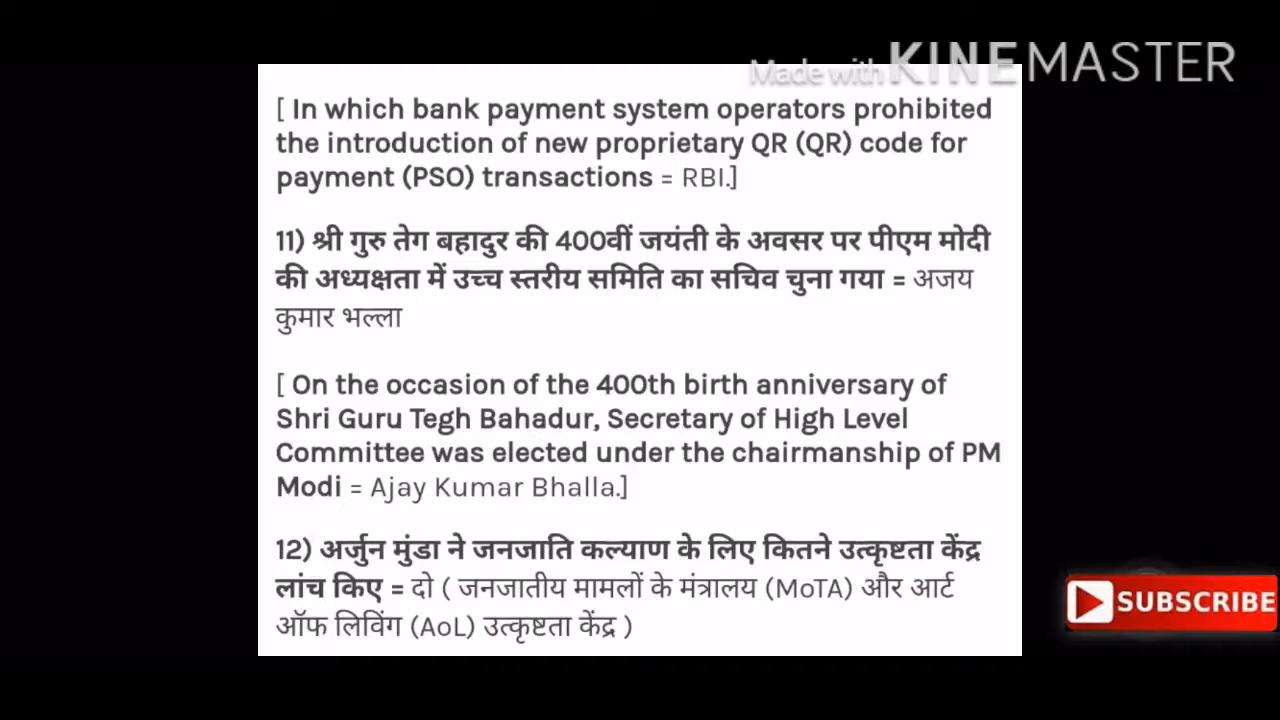 Made with KINEMASTER
[ In which bank payment system operators prohibited
the introduction of new proprietary QR (QR) code for
payment (PSO) transactions = RBI.]
11) श्री गुरु तेग बहादुर की 400वीं जयंती के अवसर पर पीएम मोदी
की अध्यक्षता में उच्च स्तरीय समिति का सचिव चुना गया = अजय
कुमार भल्ला
[ On the occasion of the 400th birth anniversary of
Shri Guru Tegh Bahadur, Secretary of High Level
Committee was elected under the chairmanship of PM
Modi = Ajay Kumar Bhalla.]
12) अर्जुन मुंडा ने जनजाति कल्याण के लिए कितने उत्कृष्टता केंद्र
लांच किए = दो ( जनजातीय मामलों के मंत्रालय (MoTA) और आर्ट
ऑफ लिविंग (AoL) उत्कृष्टता केंद्र )
SUBSCRIBE